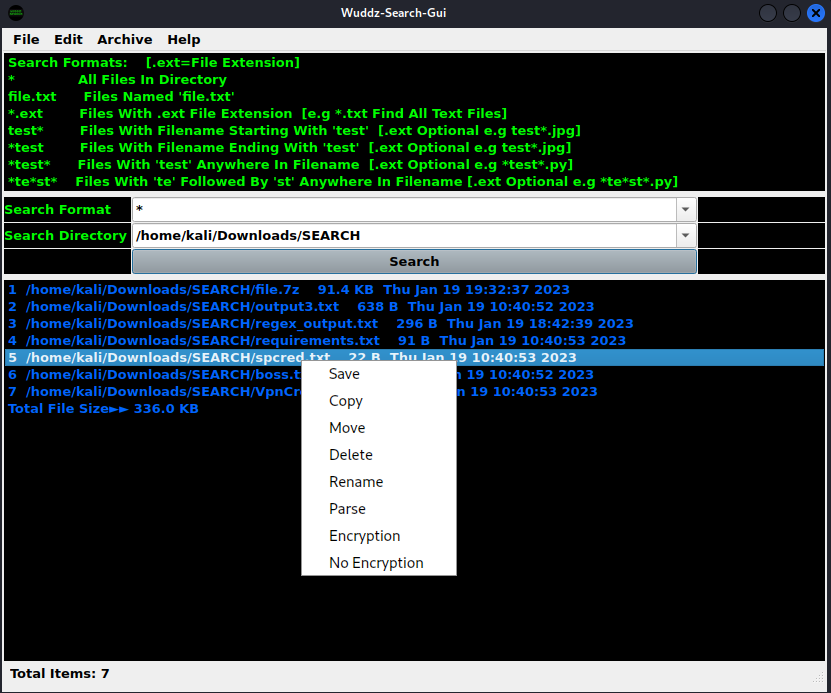 Wuddz-Search-Gui
File Edit Archive Help
Search Formats: [.ext=File Extension]
* All Files In Directory
file.txt Files Named 'file.txt'
*.ext Files With .ext File Extension [e.g *.txt Find All Text Files]
test* Files With Filename Starting With 'test' [.ext Optional e.g test*.jpg]
*test Files With Filename Ending With 'test' [.ext Optional e.g *test.jpg]
*test* Files With 'test' Anywhere In Filename [.ext Optional e.g *test*.py]
*te*st* Files With 'te' Followed By 'st' Anywhere In Filename [.ext Optional e.g *te*st*.py]
Search Format *
Search Directory /home/kali/Downloads/SEARCH
Search
1 /home/kali/Downloads/SEARCH/file.7z 91.4 KB Thu Jan 19 19:32:37 2023
2 /home/kali/Downloads/SEARCH/output3.txt 638 B Thu Jan 19 10:40:52 2023
3 /home/kali/Downloads/SEARCH/regex_output.txt 296 B Thu Jan 19 18:42:39 2023
4 /home/kali/Downloads/SEARCH/requirements.txt 91 B Thu Jan 19 10:40:53 2023
5 /home/kali/Downloads/SEARCH/spcred.txt 22 B Thu Jan 19 10:40:53 2023
6 /home/kali/Downloads/SEARCH/boss.t 19 10:40:52 2023
7 /home/kali/Downloads/SEARCH/VpnCr 19 10:40:53 2023
Total File Size►► 336.0 KB
Save
Copy
Move
Delete
Rename
Parse
Encryption
No Encryption
Total Items: 7